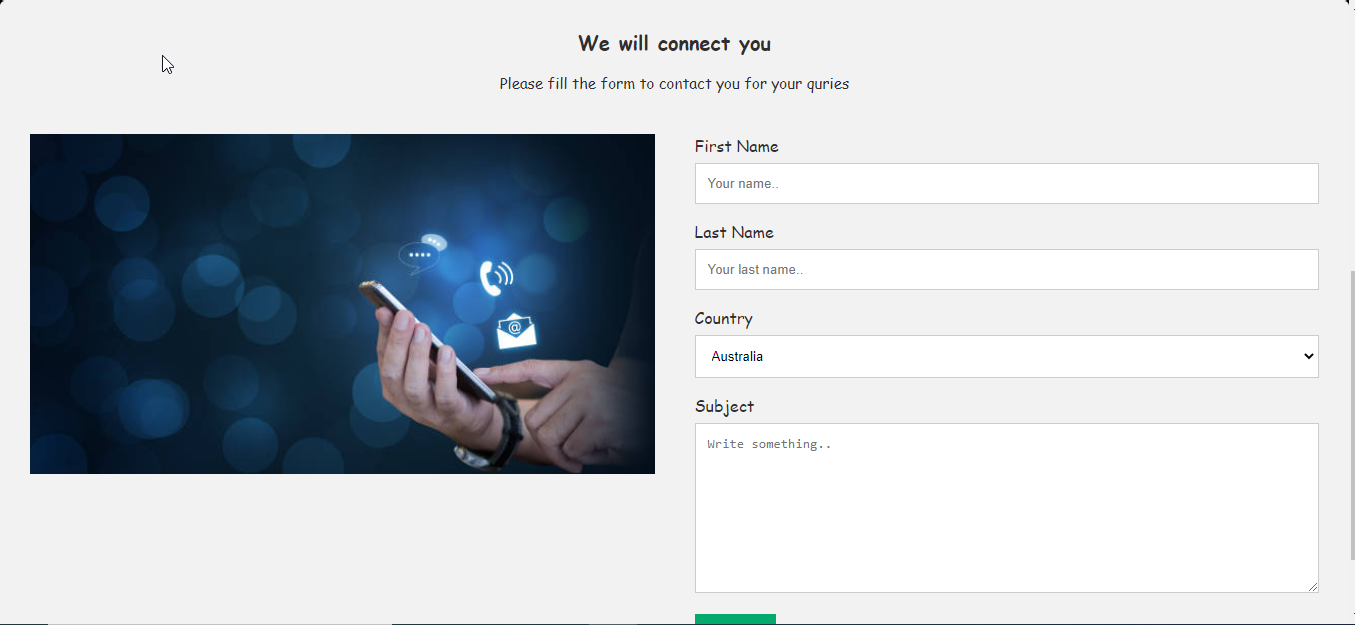 We will connect you
Please fill the form to contact you for your quries
First Name
Your name..
Last Name
Your last name..
Country
Australia
Subject
Write something..
@